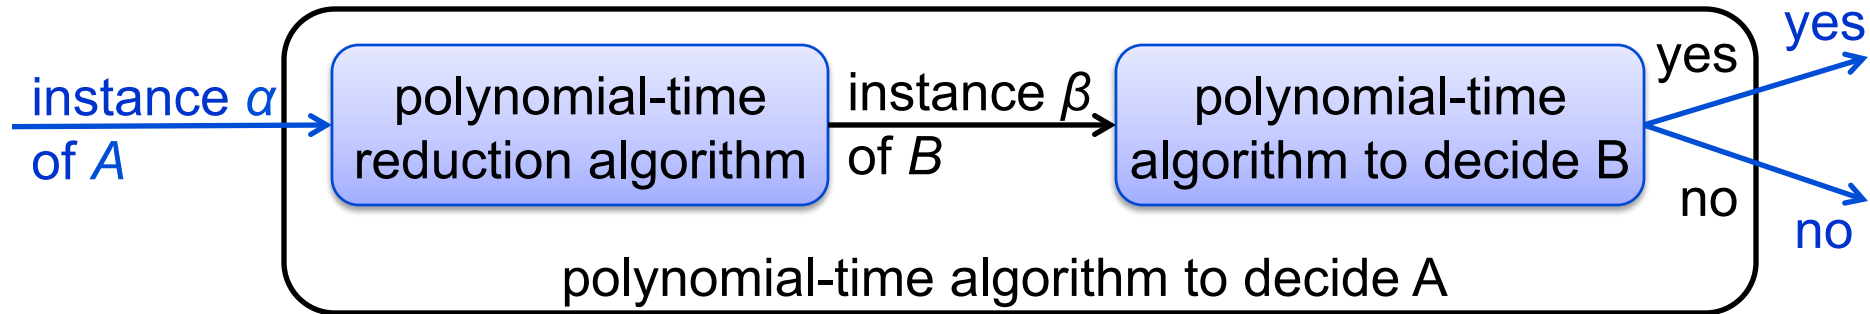 instance α
of A
polynomial-time
reduction algorithm
instance β
of B
polynomial-time
algorithm to decide B
yes
no
yes
no
polynomial-time algorithm to decide A